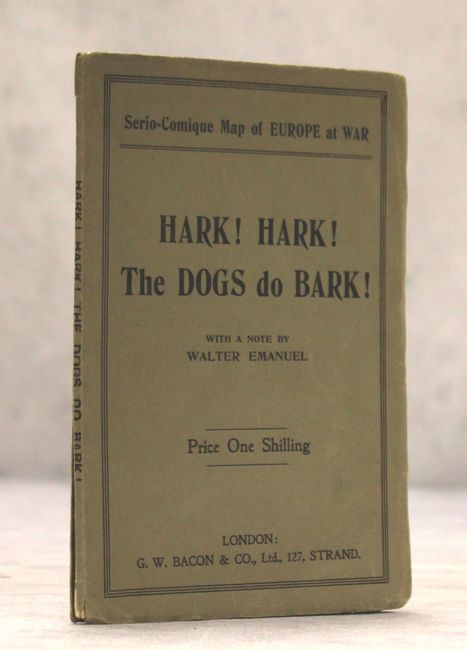 Serio-Comique Map of EUROPE at WAR
HARK! HARK!
The DOGS do BARK!
WITH A NOTE BY
WALTER EMANUEL
Price One Shilling
LONDON:
G. W. BACON & CO., Ltd., 127, STRAND.
HARK! HARK! THE DOGS DO BARK!